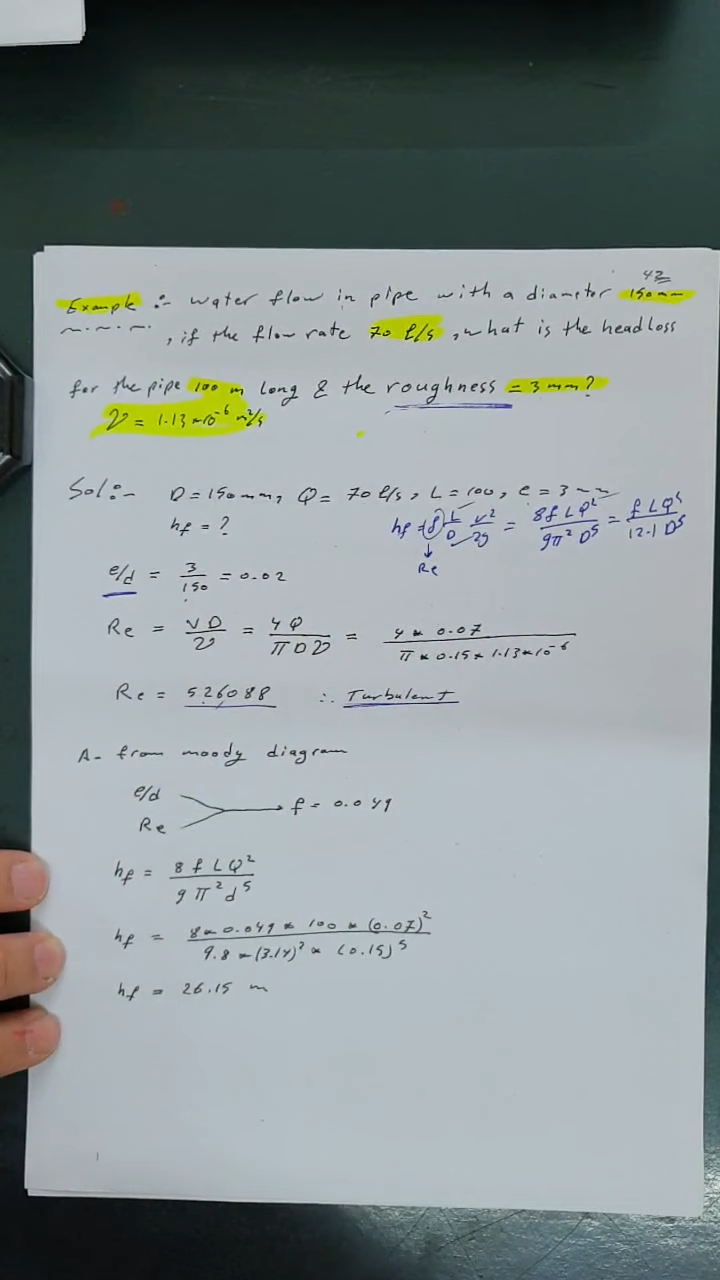 42
Example :- water flow in pipe with a diameter 150mm
, if the flow rate 70 ℓ/s , what is the head loss
for the pipe 100 m long & the roughness = 3 mm?
ν = 1.13*10⁻⁶ m²/s
Sol:- D=150mm, Q= 70 ℓ/s, L=100, e = 3 mm
hf = ?
hf = f L/D v²/2g = 8fLQ²/gπ²D⁵ = fLQ²/12.1 D⁵
Re
e/d = 3/150 = 0.02
Re = VD/ν = 4Q/πDν = 4 * 0.07/π * 0.15 * 1.13*10⁻⁶
Re = 526088 ∴ Turbulent
A- from moody diagram
e/d
f = 0.049
Re
hf = 8 f L Q²/g π² d⁵
hf = 8 * 0.049 * 100 * (0.07)²/9.8 * (3.14)² * (0.15)⁵
hf = 26.15 m